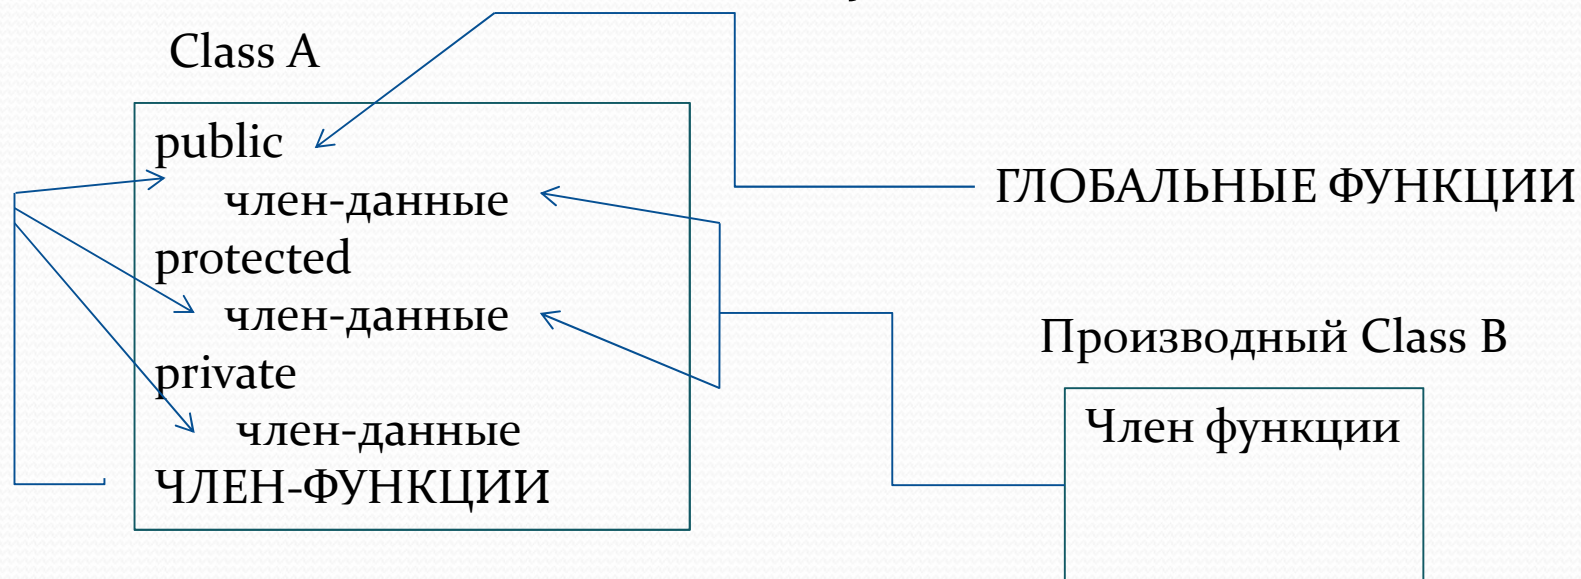 Class A
public
член-данные
protected
член-данные
private
член-данные
ЧЛЕН-ФУНКЦИИ
ГЛОБАЛЬНЫЕ ФУНКЦИИ
Производный Class B
Член функции